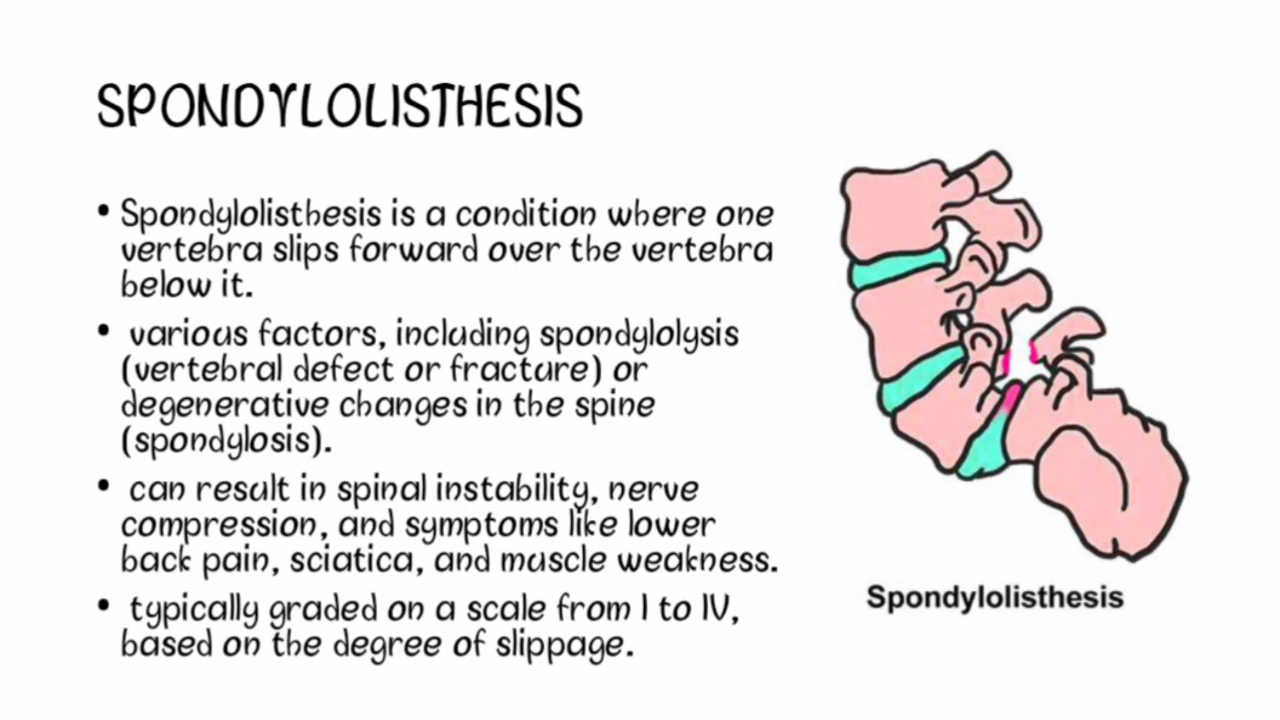 SPONDYLOLISTHESIS
• Spondylolisthesis is a condition where one
vertebra slips forward over the vertebra
below it.
• various factors, including spondylolysis
(vertebral defect or fracture) or
degenerative changes in the spine
(spondylosis).
• can result in spinal instability, nerve
compression, and symptoms like lower
back pain, sciatica, and muscle weakness.
• typically graded on a scale from I to IV,
based on the degree of slippage.
Spondylolisthesis